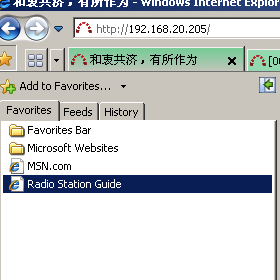 和衷共济，有所作为 - Windows Internet Explor
http://192.168.20.205/
和衷共济，有所作为
[00
Add to Favorites...
Favorites Feeds History
Favorites Bar
Microsoft Websites
MSN.com
Radio Station Guide